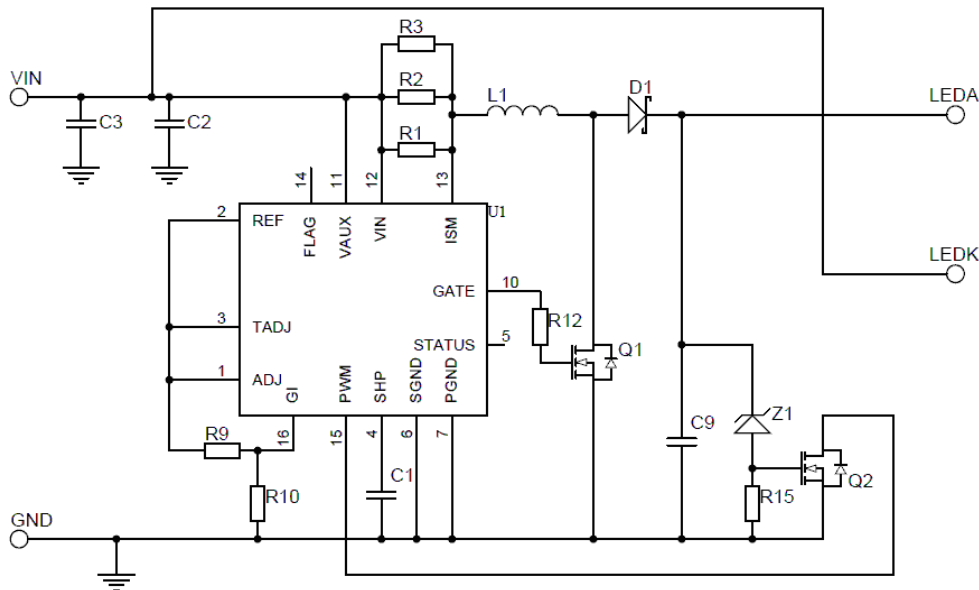 R3
VIN
R2
D1
L1
LEDA
C3
C2
R1
14
11
12
13
U1
2
REF
FLAG
VAUX
VIN
ISM
LEDK
GATE
10
R12
3
TADJ
STATUS
5
Q1
1
ADJ
GI
PWM
SHP
SGND
PGND
R9
16
15
4
6
7
C9
Z1
C1
R10
R15
Q2
GND